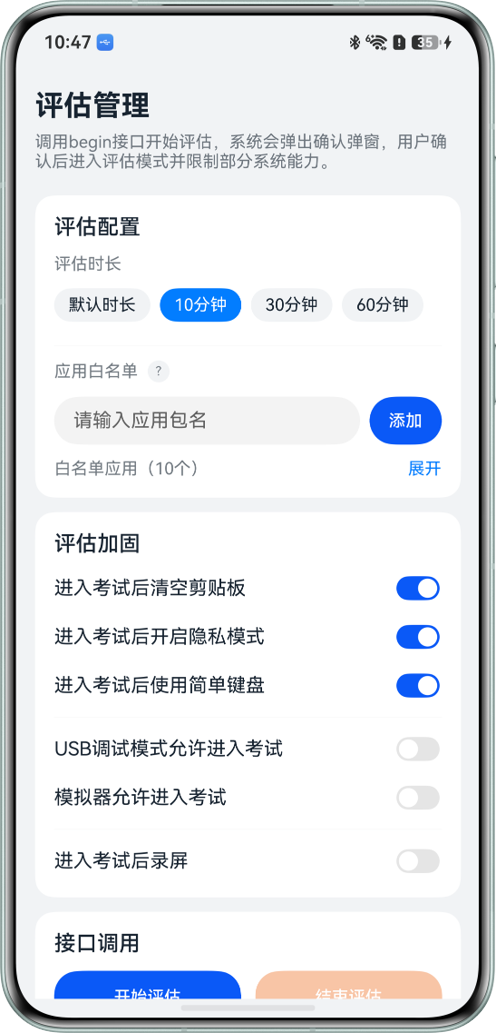 10:47
35
评估管理
调用begin接口开始评估，系统会弹出确认弹窗，用户确
认后进入评估模式并限制部分系统能力。
评估配置
评估时长
默认时长 10分钟 30分钟 60分钟
应用白名单 ?
请输入应用包名 添加
白名单应用（10个） 展开
评估加固
进入考试后清空剪贴板
进入考试后开启隐私模式
进入考试后使用简单键盘
USB调试模式允许进入考试
模拟器允许进入考试
进入考试后录屏
接口调用
开始评估 结束评估